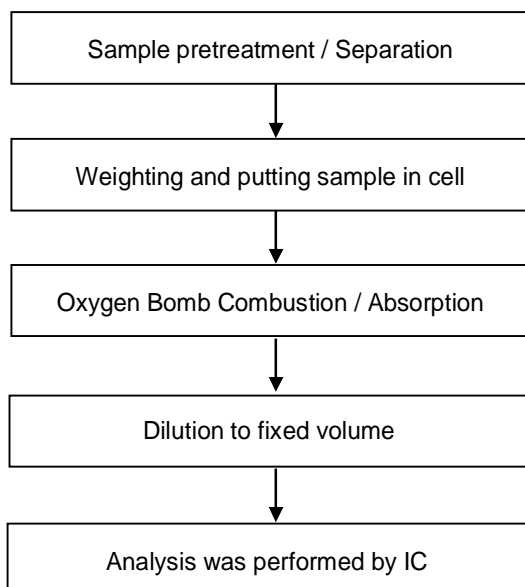 Sample pretreatment / Separation
Weighting and putting sample in cell
Oxygen Bomb Combustion / Absorption
Dilution to fixed volume
Analysis was performed by IC